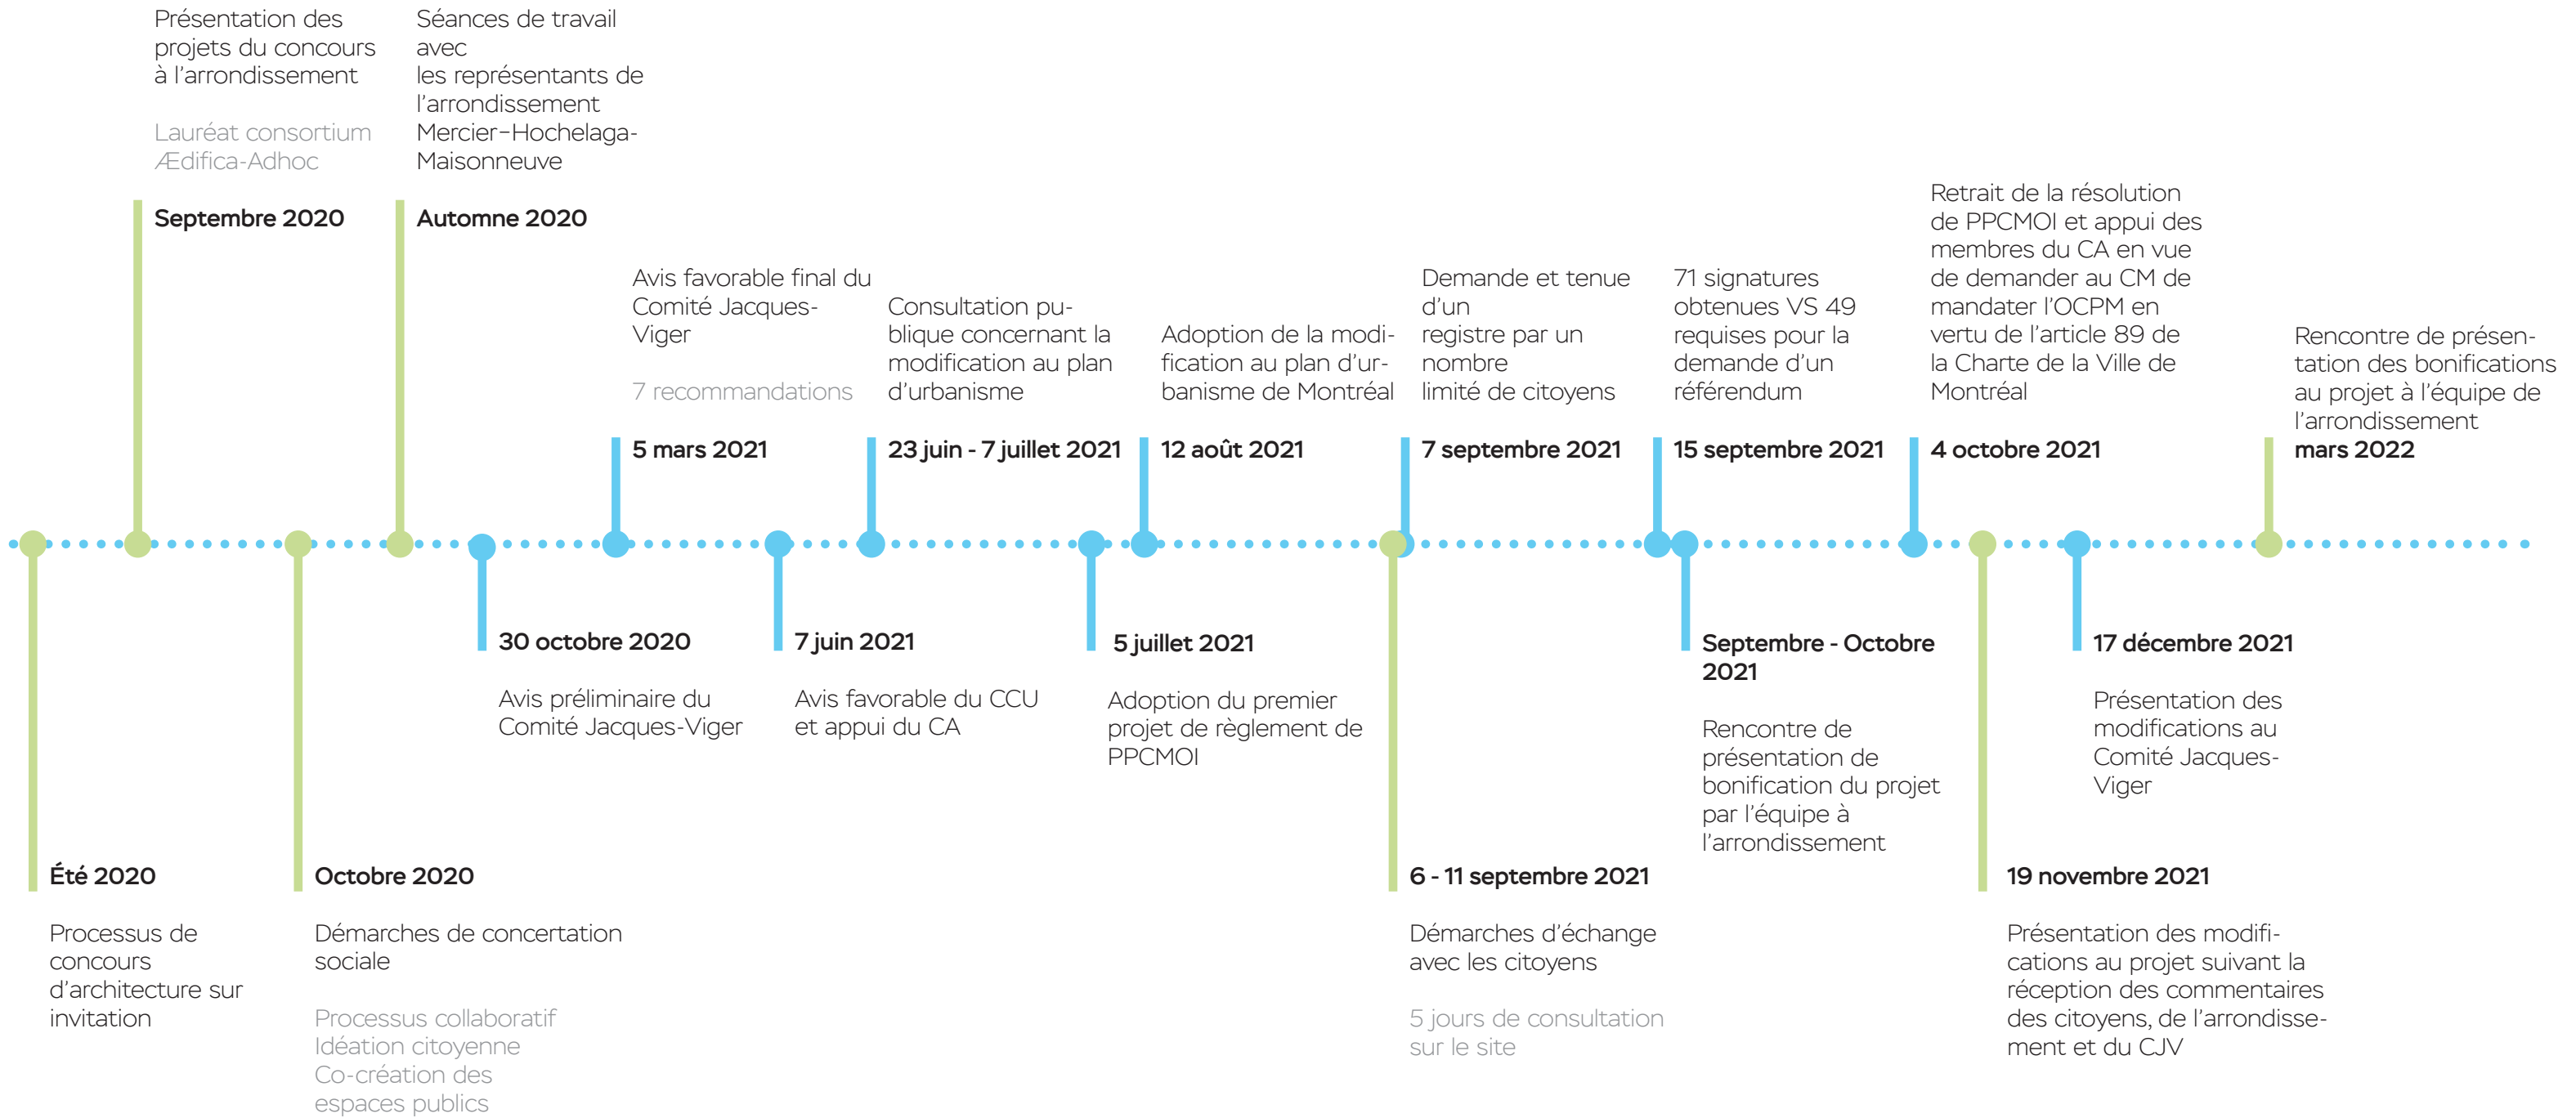 Présentation des
projets du concours
à l'arrondissement
Lauréat consortium
Ædifica-Adhoc
Septembre 2020
Séances de travail
avec
les représentants de
l'arrondissement
Mercier–Hochelaga-
Maisonneuve
Automne 2020
Avis favorable final du
Comité Jacques-
Viger
7 recommandations
5 mars 2021
Consultation pu-
blique concernant la
modification au plan
d'urbanisme
23 juin - 7 juillet 2021
Adoption de la modi-
fication au plan d'ur-
banisme de Montréal
12 août 2021
Demande et tenue
d'un
registre par un
nombre
limité de citoyens
7 septembre 2021
71 signatures
obtenues VS 49
requises pour la
demande d'un
référendum
15 septembre 2021
Retrait de la résolution
de PPCMOI et appui des
membres du CA en vue
de demander au CM de
mandater l'OCPM en
vertu de l'article 89 de
la Charte de la Ville de
Montréal
4 octobre 2021
Rencontre de présen-
tation des bonifications
au projet à l'équipe de
l'arrondissement
mars 2022
Été 2020
Processus de
concours
d'architecture sur
invitation
Octobre 2020
Démarches de concertation
sociale
Processus collaboratif
Idéation citoyenne
Co-création des
espaces publics
30 octobre 2020
Avis préliminaire du
Comité Jacques-Viger
7 juin 2021
Avis favorable du CCU
et appui du CA
5 juillet 2021
Adoption du premier
projet de règlement de
PPCMOI
6 - 11 septembre 2021
Démarches d'échange
avec les citoyens
5 jours de consultation
sur le site
Septembre - Octobre
2021
Rencontre de
présentation de
bonification du projet
par l'équipe à
l'arrondissement
19 novembre 2021
Présentation des modifi-
cations au projet suivant la
réception des commentaires
des citoyens, de l'arrondisse-
ment et du CJV
17 décembre 2021
Présentation des
modifications au
Comité Jacques-
Viger